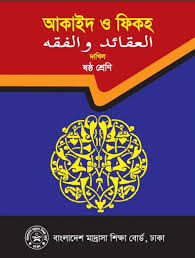 আকাইদ ও ফিকহ
العقائد والفقه
দাখিল
ষষ্ঠ শ্রেণি
বাংলাদেশ মাদ্রাসা শিক্ষা বোর্ড, ঢাকা